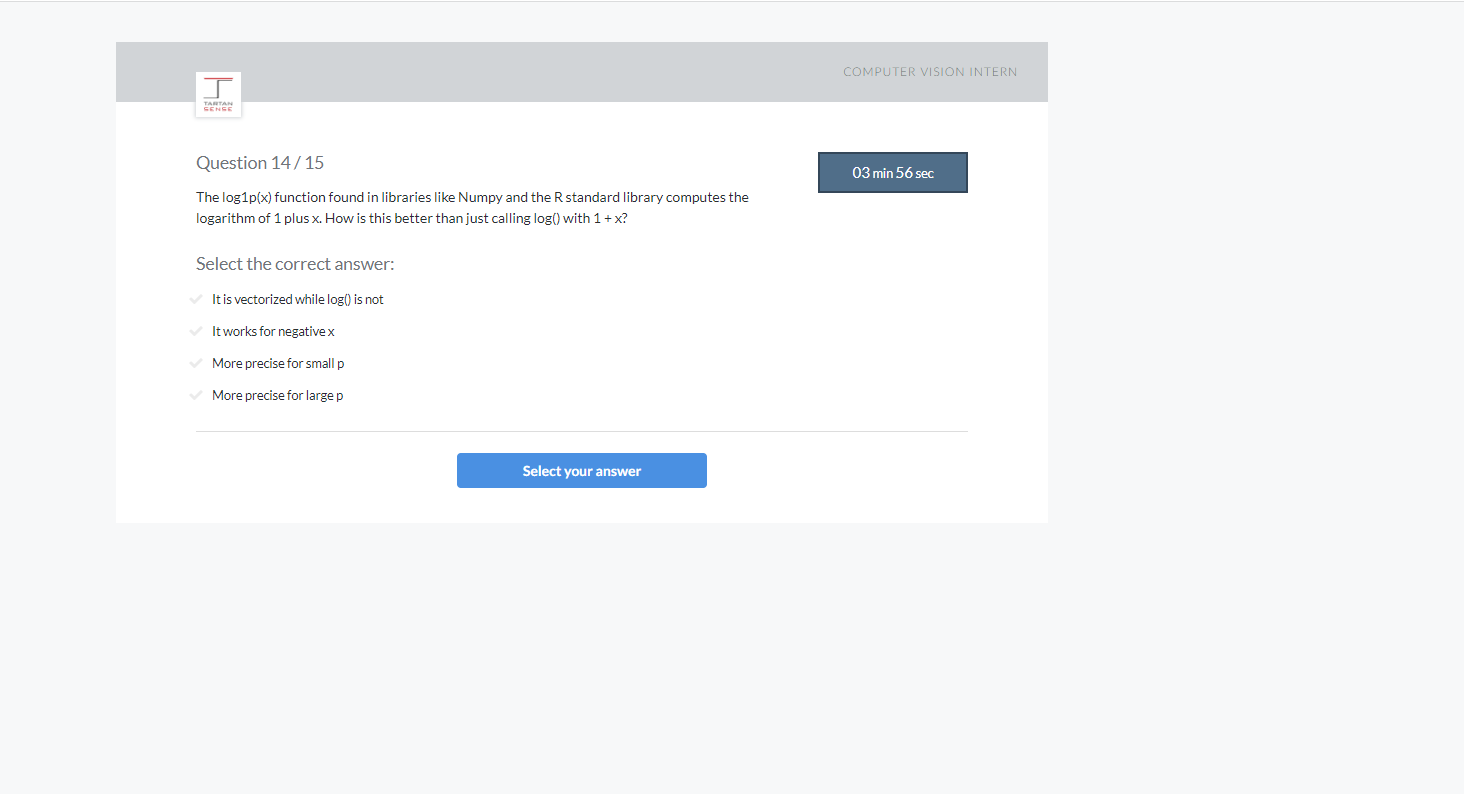 COMPUTER VISION INTERN
TARTAN
SENSE
Question 14 / 15
03 min 56 sec
The log1p(x) function found in libraries like Numpy and the R standard library computes the
logarithm of 1 plus x. How is this better than just calling log() with 1 + x?
Select the correct answer:
It is vectorized while log() is not
It works for negative x
More precise for small p
More precise for large p
Select your answer